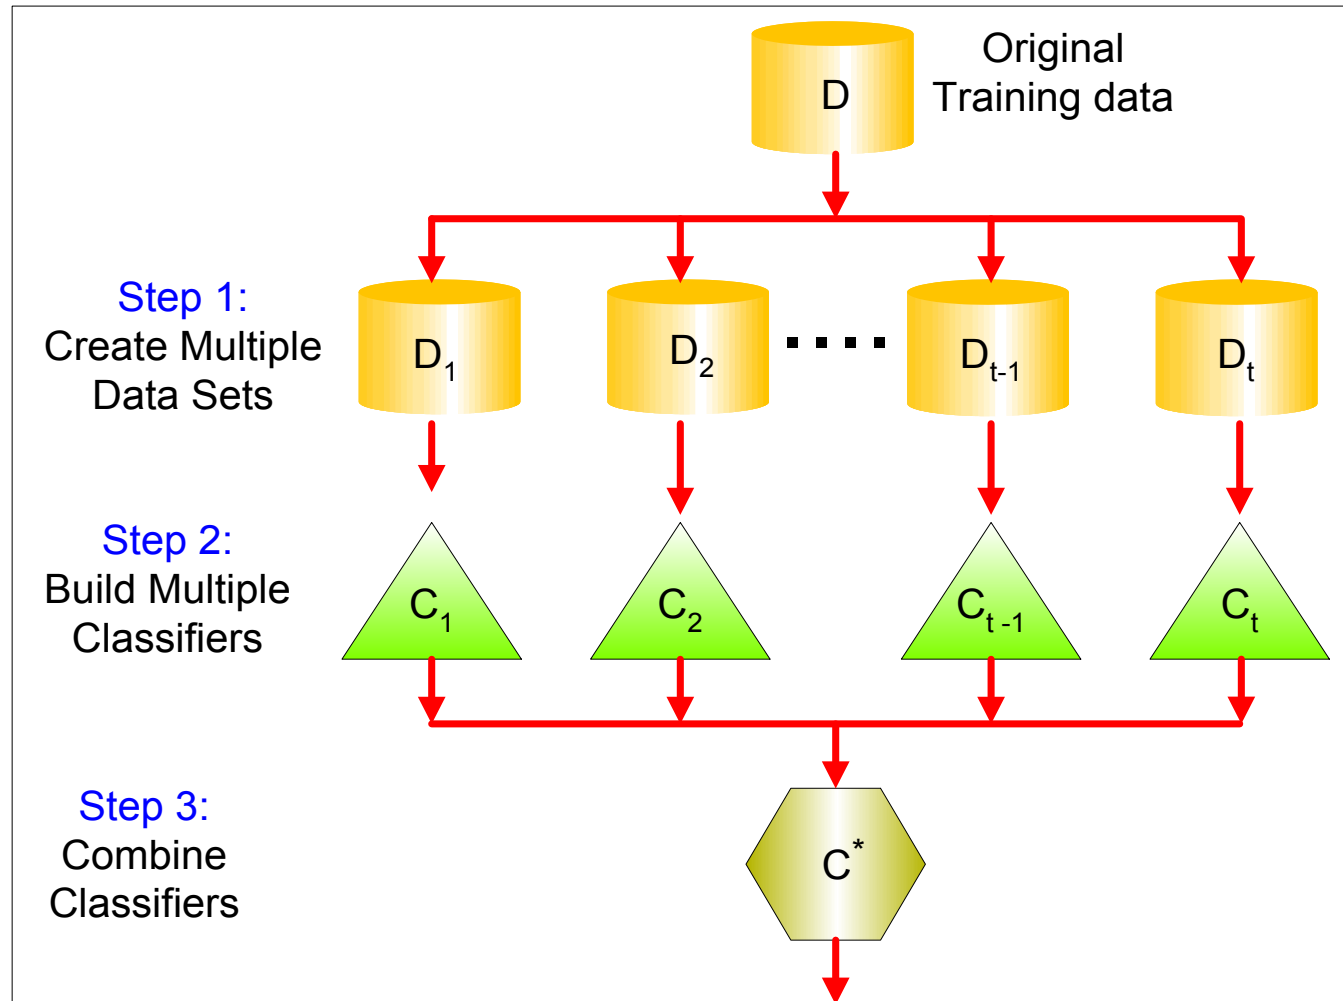 Original
Training data
D
Step 1:
Create Multiple
Data Sets
D1
D2
Dt-1
Dt
Step 2:
Build Multiple
Classifiers
C1
C2
Ct -1
Ct
Step 3:
Combine
Classifiers
C*